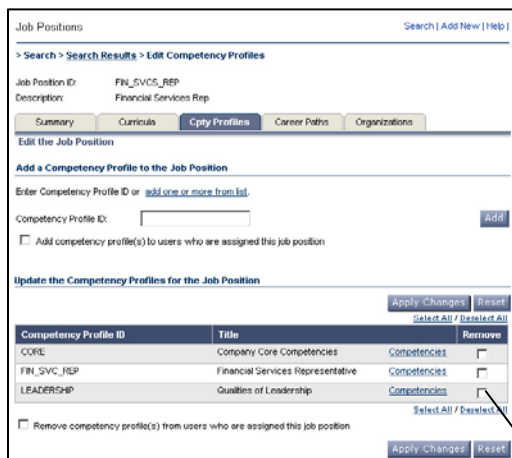 Job Positions Search | Add New | Help |
> Search > Search Results > Edit Competency Profiles
Job Position ID: FIN_SVCS_REP
Description: Financial Services Rep
Summary Curricula Cpty Profiles Career Paths Organizations
Edit the Job Position
Add a Competency Profile to the Job Position
Enter Competency Profile ID or add one or more from list.
Competency Profile ID: Add
Add competency profile(s) to users who are assigned this job position
Update the Competency Profiles for the Job Position
Apply Changes Reset
Select All / Deselect All
Competency Profile ID Title Remove
CORE Company Core Competencies Competencies
FIN_SVC_REP Financial Services Representative Competencies
LEADERSHIP Qualities of Leadership Competencies
Select All / Deselect All
Remove competency profile(s) from users who are assigned this job position
Apply Changes Reset